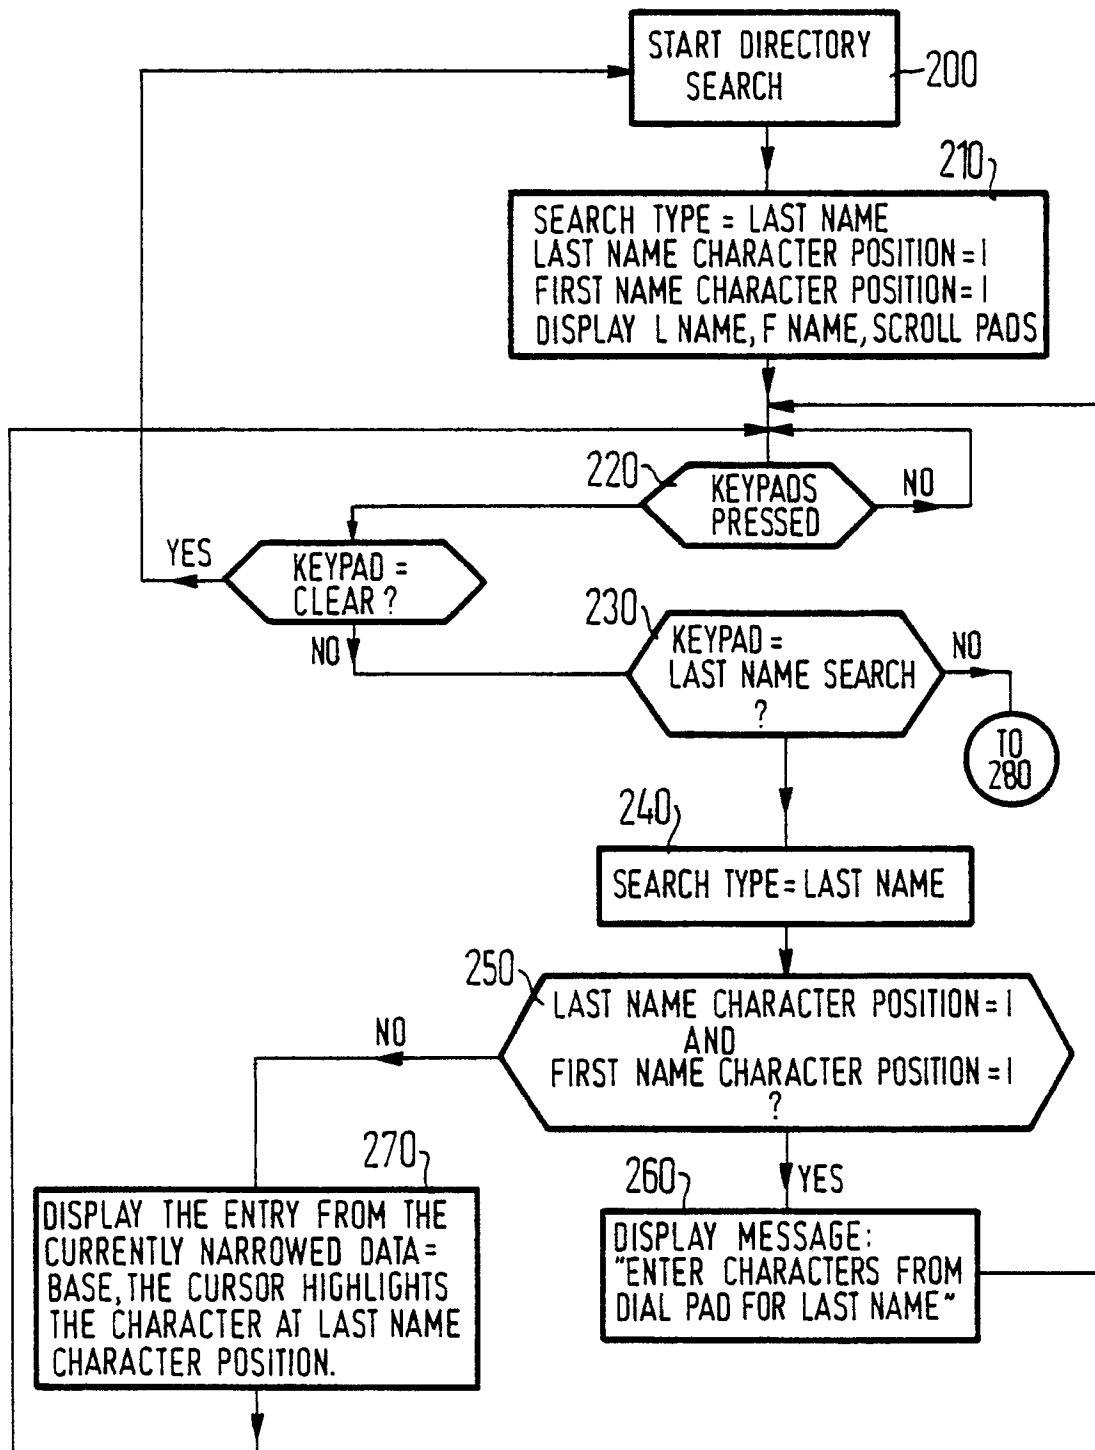 START DIRECTORY
SEARCH
200
210
SEARCH TYPE = LAST NAME
LAST NAME CHARACTER POSITION = 1
FIRST NAME CHARACTER POSITION = 1
DISPLAY L NAME, F NAME, SCROLL PADS
220
KEYPADS
PRESSED
NO
YES
KEYPAD =
CLEAR ?
NO
230
KEYPAD =
LAST NAME SEARCH
?
NO
TO
280
240
SEARCH TYPE = LAST NAME
250
LAST NAME CHARACTER POSITION = 1
AND
FIRST NAME CHARACTER POSITION = 1
?
NO
YES
270
DISPLAY THE ENTRY FROM THE
CURRENTLY NARROWED DATA=
BASE, THE CURSOR HIGHLIGHTS
THE CHARACTER AT LAST NAME
CHARACTER POSITION.
260
DISPLAY MESSAGE:
"ENTER CHARACTERS FROM
DIAL PAD FOR LAST NAME"